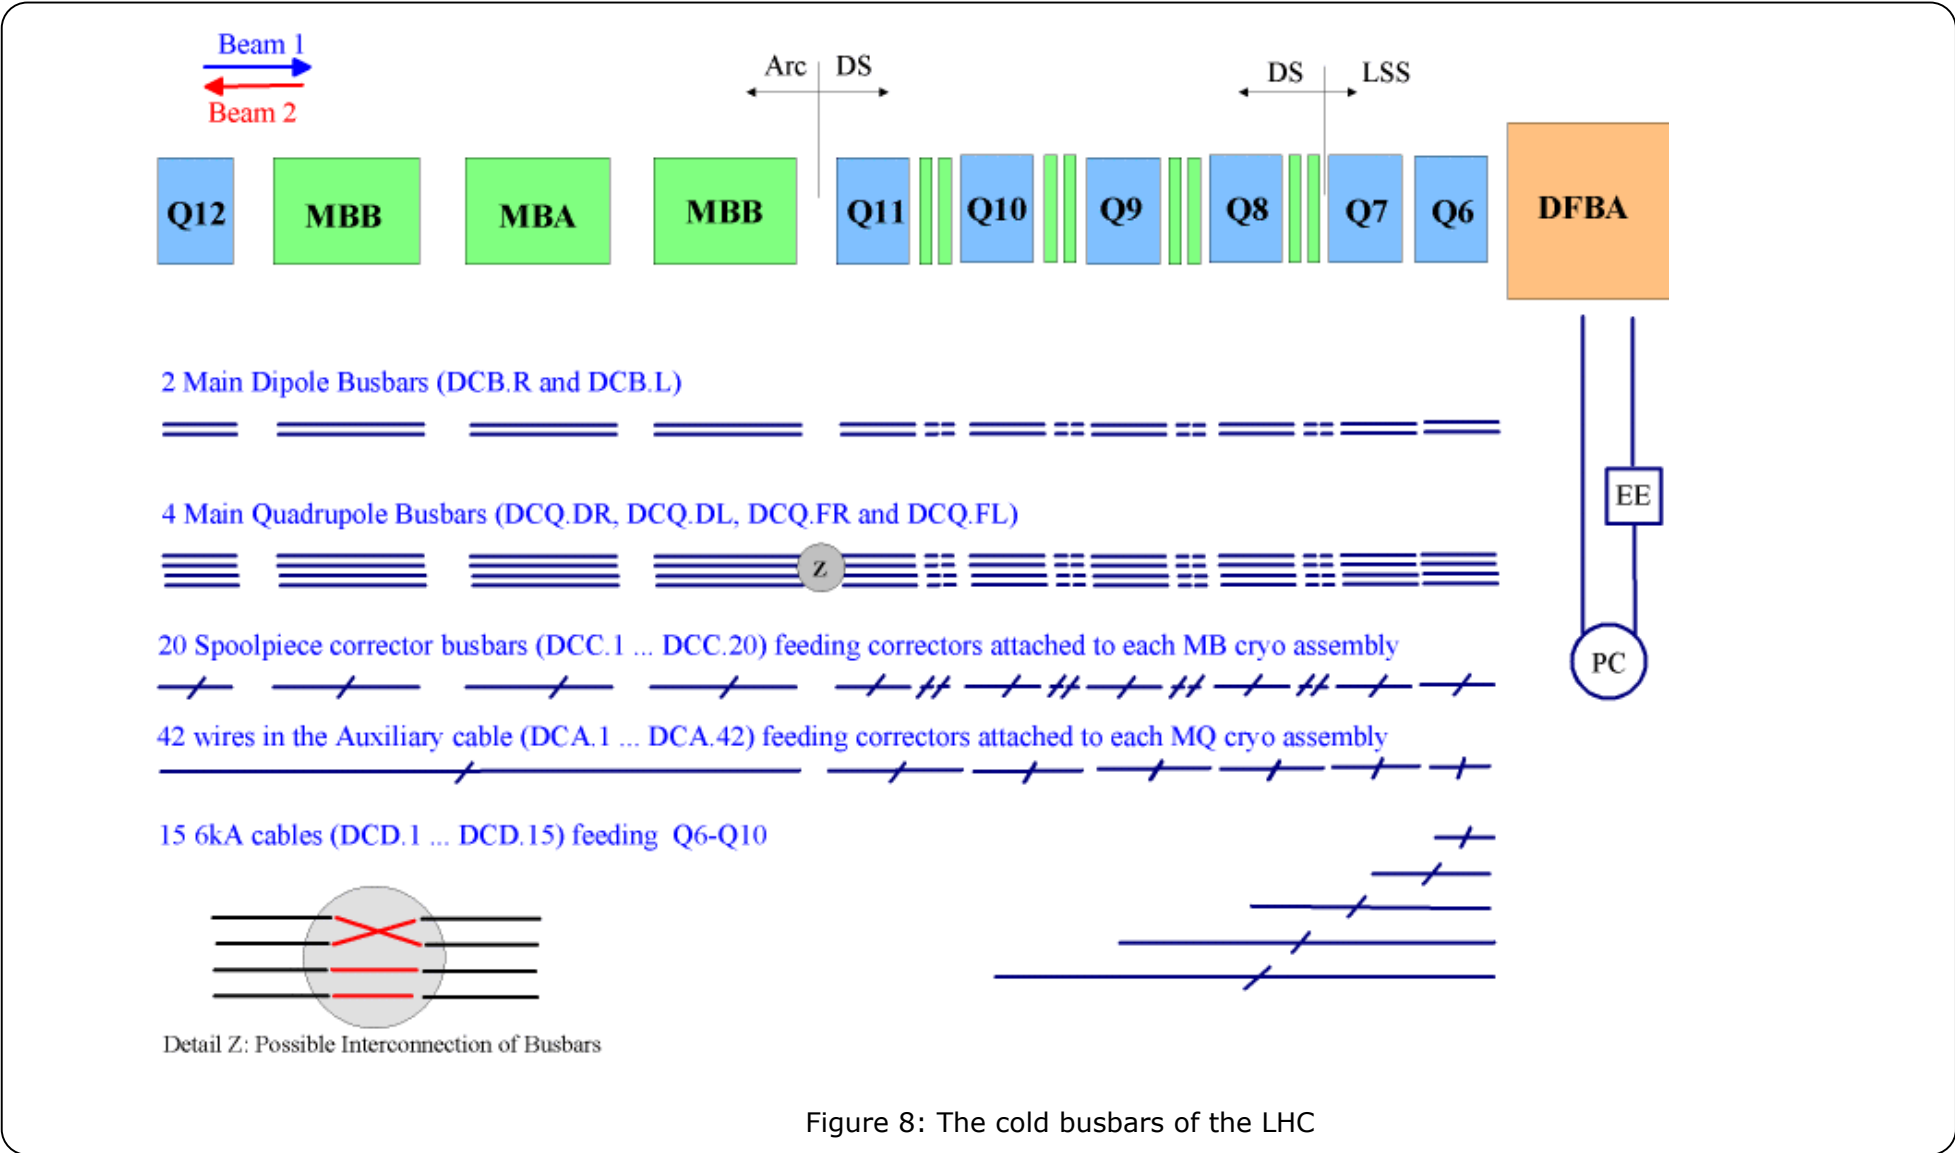 Beam 1
Beam 2
Arc DS
DS LSS
Q12 MBB MBA MBB Q11 Q10 Q9 Q8 Q7 Q6 DFBA
2 Main Dipole Busbars (DCB.R and DCB.L)
4 Main Quadrupole Busbars (DCQ.DR, DCQ.DL, DCQ.FR and DCQ.FL)
EE
Z
20 Spoolpiece corrector busbars (DCC.1 ... DCC.20) feeding correctors attached to each MB cryo assembly
PC
42 wires in the Auxiliary cable (DCA.1 ... DCA.42) feeding correctors attached to each MQ cryo assembly
15 6kA cables (DCD.1 ... DCD.15) feeding Q6-Q10
Detail Z: Possible Interconnection of Busbars
Figure 8: The cold busbars of the LHC